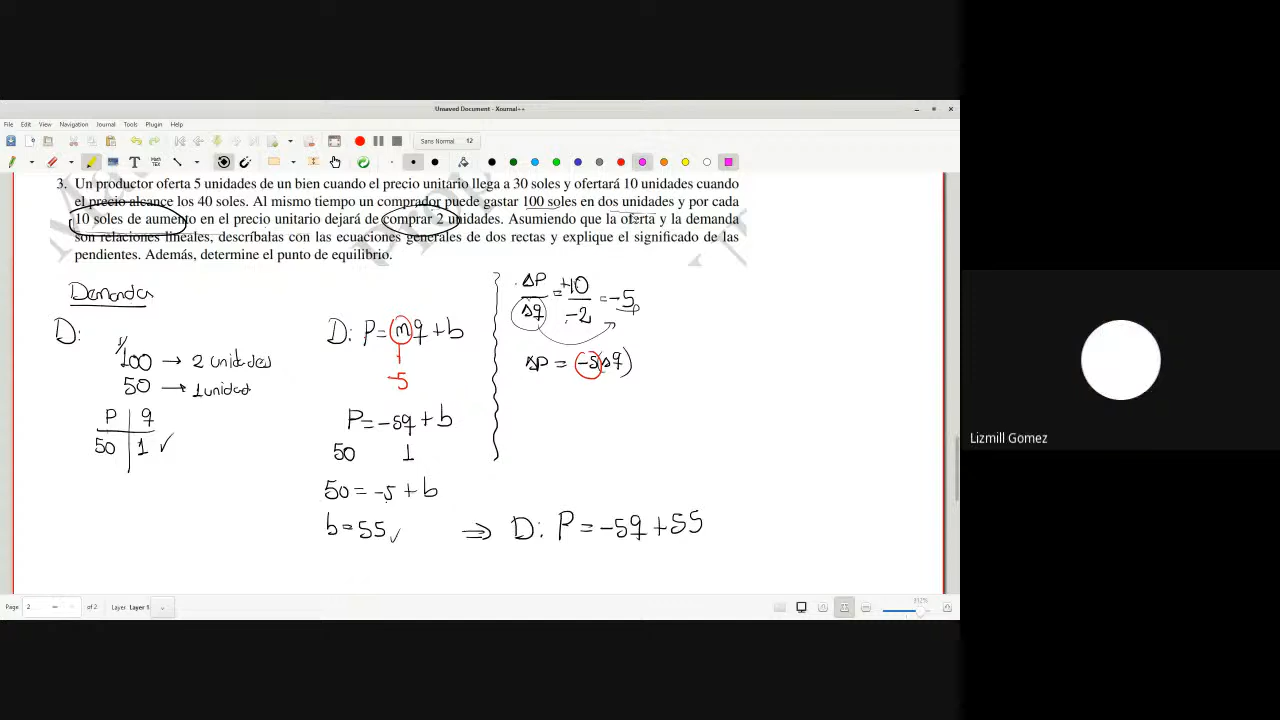 Unsaved Document - Xournal++
File Edit View Navigation Journal Tools Plugin Help
Sans Normal 12
3. Un productor oferta 5 unidades de un bien cuando el precio unitario llega a 30 soles y ofertará 10 unidades cuando
el precio alcance los 40 soles. Al mismo tiempo un comprador puede gastar 100 soles en dos unidades y por cada
10 soles de aumento en el precio unitario dejará de comprar 2 unidades. Asumiendo que la oferta y la demanda
son relaciones lineales, descríbalas con las ecuaciones generales de dos rectas y explique el significado de las
pendientes. Además, determine el punto de equilibrio.
Demanda
D:
100 → 2 unidades
50 → 1 unidad
P | q
50 | 1 ✓
D: P = mq + b
-5
P = -5q + b
50 1
50 = -5 + b
b = 55 ✓
ΔP/Δq = +10/-2 = -5
ΔP = -5(Δq)
⇒ D: P = -5q + 55
Page 2 of 2 Layer Layer 1
312%
Lizmill Gomez